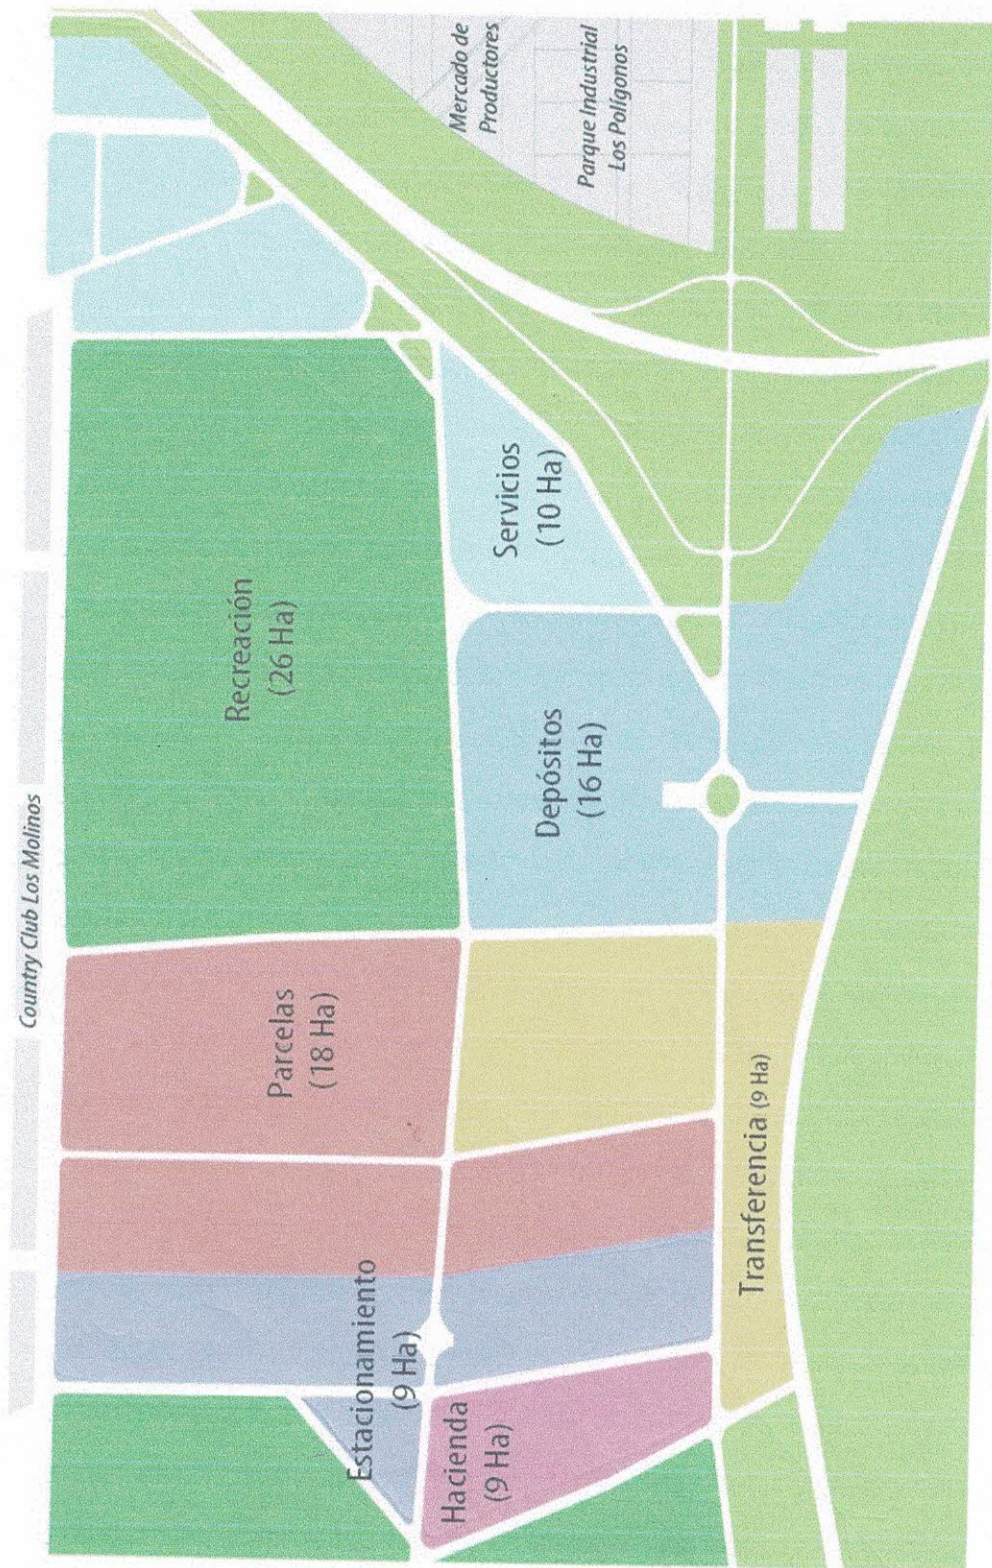 Country Club Los Molinos
Mercado de
Productores
Parque Industrial
Los Polígonos
Recreación
(26 Ha)
Servicios
(10 Ha)
Depósitos
(16 Ha)
Parcelas
(18 Ha)
Transferencia (9 Ha)
Estacionamiento
(9 Ha)
Hacienda
(9 Ha)